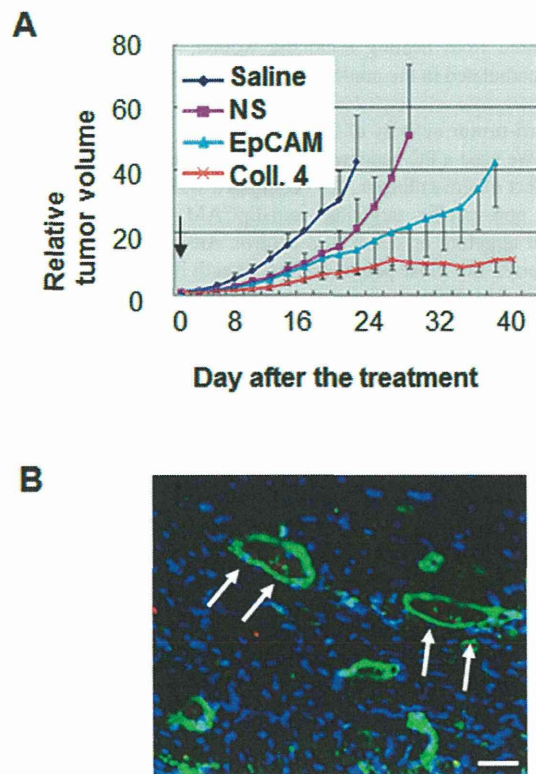 A
80
60
40
20
0
Relative
tumor volume
Saline
NS
EpCAM
Coll. 4
0 8 16 24 32 40
Day after the treatment
B